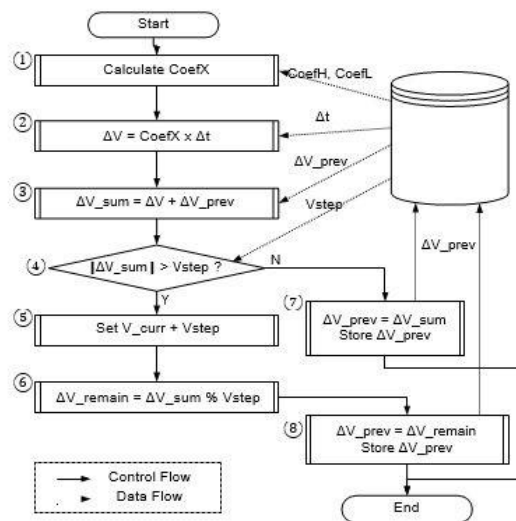 Start
① Calculate CoefX
CoefH, CoefL
② ΔV = CoefX x Δt
Δt
ΔV_prev
③ ΔV_sum = ΔV + ΔV_prev
Vstep
④ ‖ΔV_sum‖ > Vstep ?
N
Y
ΔV_prev
⑤ Set V_curr + Vstep
⑦ ΔV_prev = ΔV_sum
Store ΔV_prev
⑥ ΔV_remain = ΔV_sum % Vstep
⑧ ΔV_prev = ΔV_remain
Store ΔV_prev
Control Flow
Data Flow
End